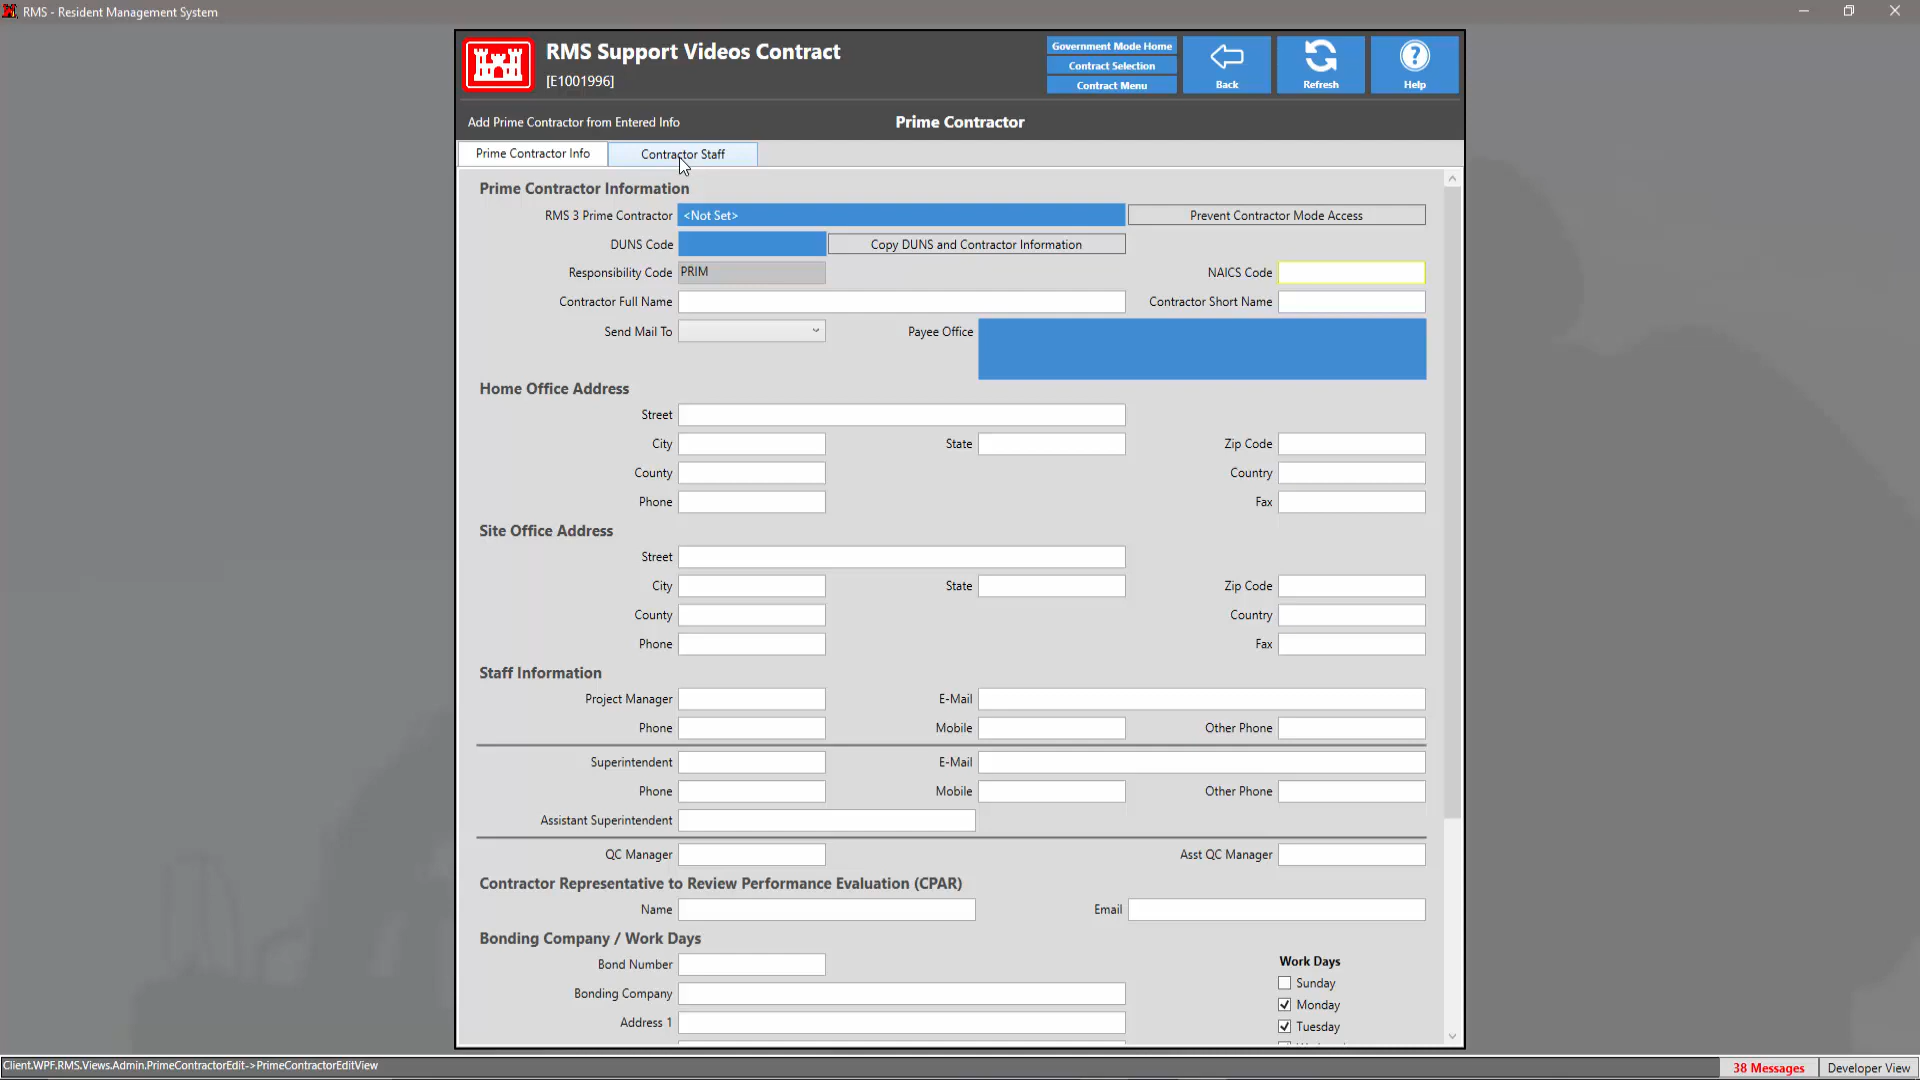 RMS - Resident Management System
RMS Support Videos Contract
[E1001996]
Government Mode Home
Contract Selection
Contract Menu
Back
Refresh
Help
Add Prime Contractor from Entered Info
Prime Contractor
Prime Contractor Info
Contractor Staff
Prime Contractor Information
RMS 3 Prime Contractor <Not Set> Prevent Contractor Mode Access
DUNS Code Copy DUNS and Contractor Information
Responsibility Code PRIM NAICS Code
Contractor Full Name Contractor Short Name
Send Mail To Payee Office
Home Office Address
Street
City State Zip Code
County Country
Phone Fax
Site Office Address
Street
City State Zip Code
County Country
Phone Fax
Staff Information
Project Manager E-Mail
Phone Mobile Other Phone
Superintendent E-Mail
Phone Mobile Other Phone
Assistant Superintendent
QC Manager Asst QC Manager
Contractor Representative to Review Performance Evaluation (CPAR)
Name Email
Bonding Company / Work Days
Bond Number Work Days
Sunday
Bonding Company Monday
Address 1 Tuesday
Client.WPF.RMS.Views.Admin.PrimeContractorEdit->PrimeContractorEditView
38 Messages
Developer View